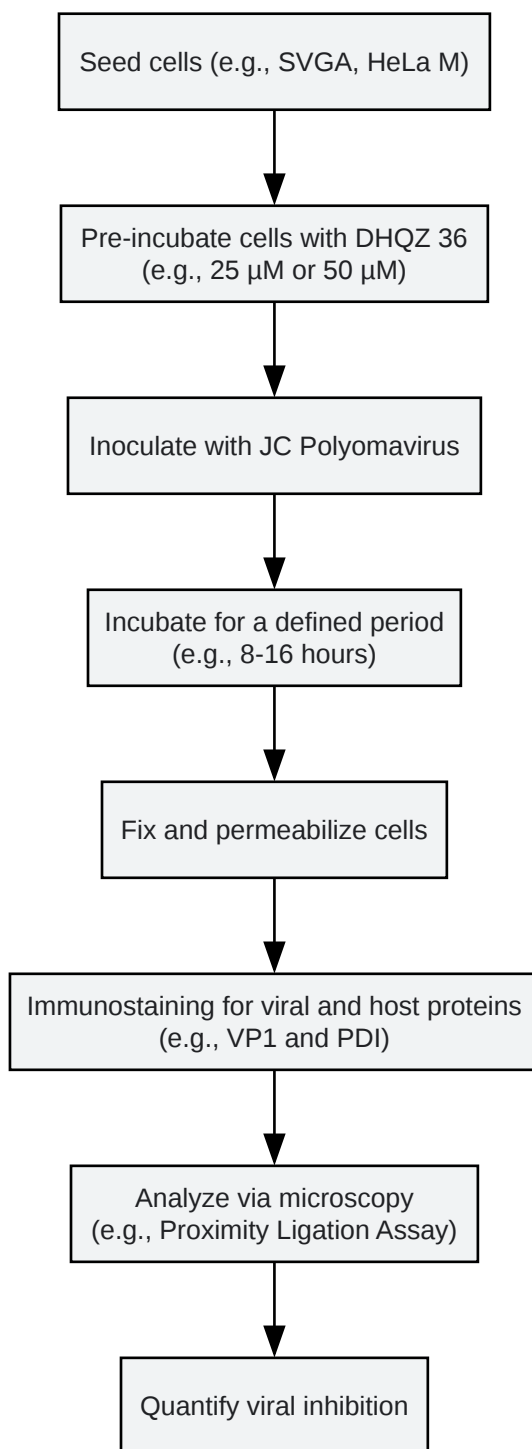 Seed cells (e.g., SVGA, HeLa M)
Pre-incubate cells with DHQZ 36
(e.g., 25 µM or 50 µM)
Inoculate with JC Polyomavirus
Incubate for a defined period
(e.g., 8-16 hours)
Fix and permeabilize cells
Immunostaining for viral and host proteins
(e.g., VP1 and PDI)
Analyze via microscopy
(e.g., Proximity Ligation Assay)
Quantify viral inhibition